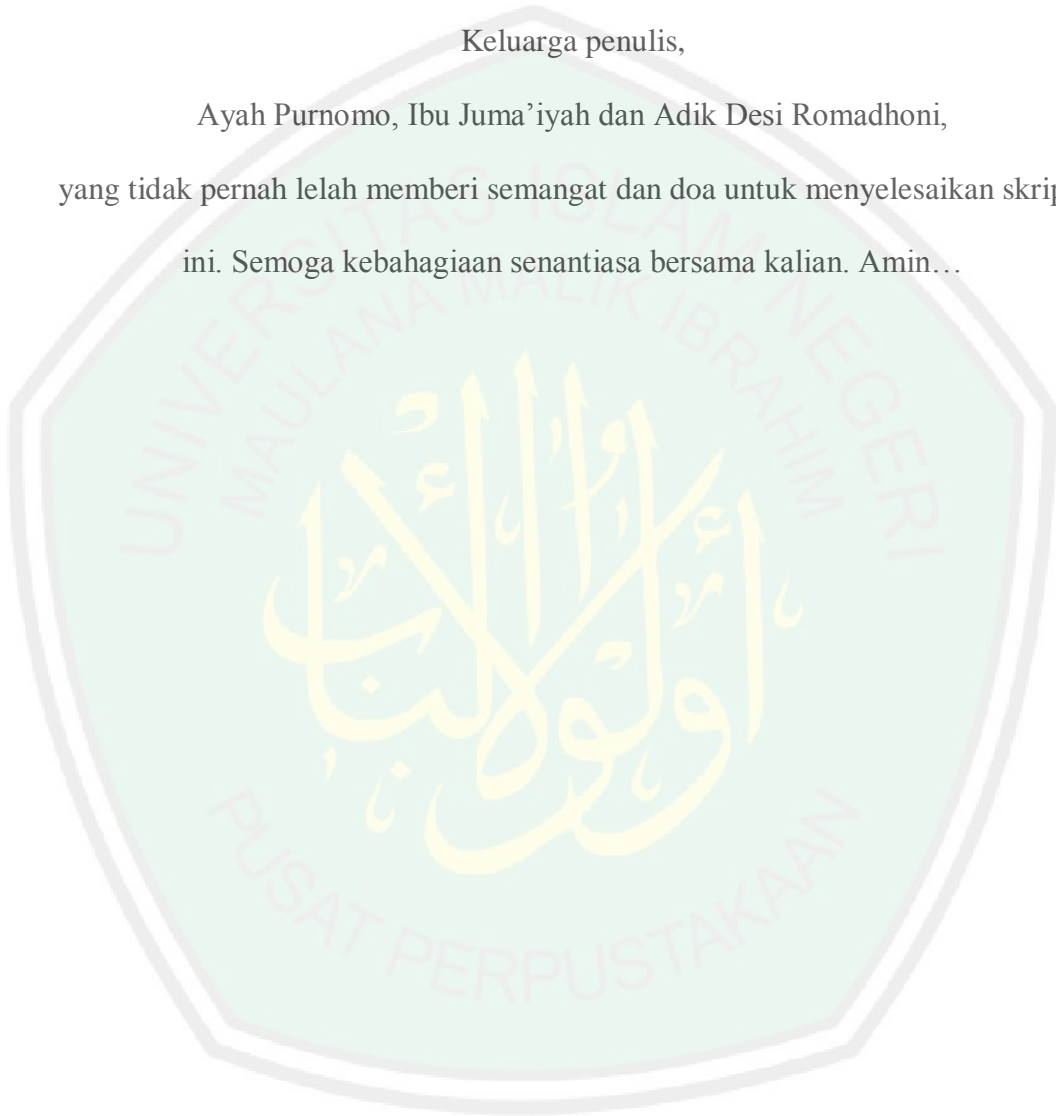 Keluarga penulis,
Ayah Purnomo, Ibu Juma’iyah dan Adik Desi Romadhoni,
yang tidak pernah lelah memberi semangat dan doa untuk menyelesaikan skrip
ini. Semoga kebahagiaan senantiasa bersama kalian. Amin…
UNIVERSITAS ISLAM NEGERI
MAULANA MALIK IBRAHIM
أولوا الألباب
PUSAT PERPUSTAKAAN